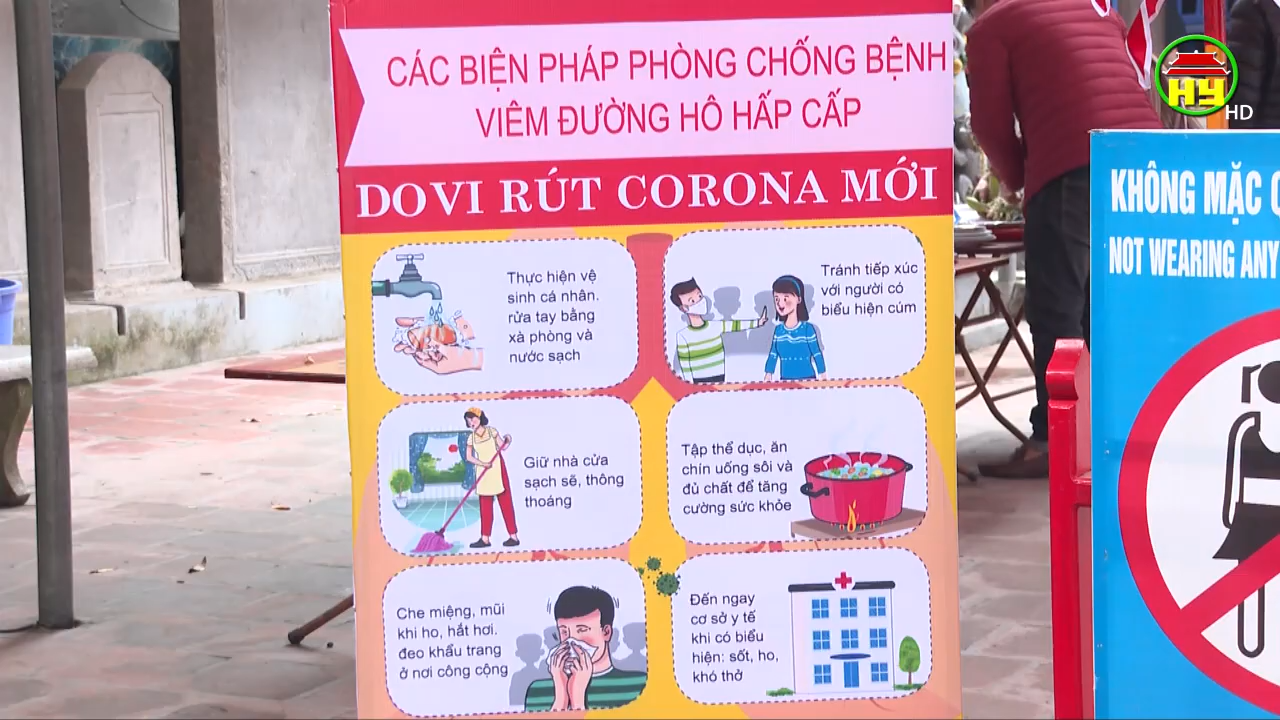 CÁC BIỆN PHÁP PHÒNG CHỐNG BỆNH
VIÊM ĐƯỜNG HÔ HẤP CẤP
DO VI RÚT CORONA MỚI
Thực hiện vệ
sinh cá nhân.
rửa tay bằng
xà phòng và
nước sạch
Tránh tiếp xúc
với người có
biểu hiện cúm
Giữ nhà cửa
sạch sẽ, thông
thoáng
Tập thể dục, ăn
chín uống sôi và
đủ chất để tăng
cường sức khỏe
Che miệng, mũi
khi ho, hắt hơi.
đeo khẩu trang
ở nơi công cộng
Đến ngay
cơ sở y tế
khi có biểu
hiện: sốt, ho,
khó thở
HY
HD
KHÔNG MẶC
NOT WEARING ANY